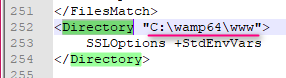 251 </FilesMatch>
252 <Directory "C:\wamp64\www">
253 SSLOptions +StdEnvVars
254 </Directory>